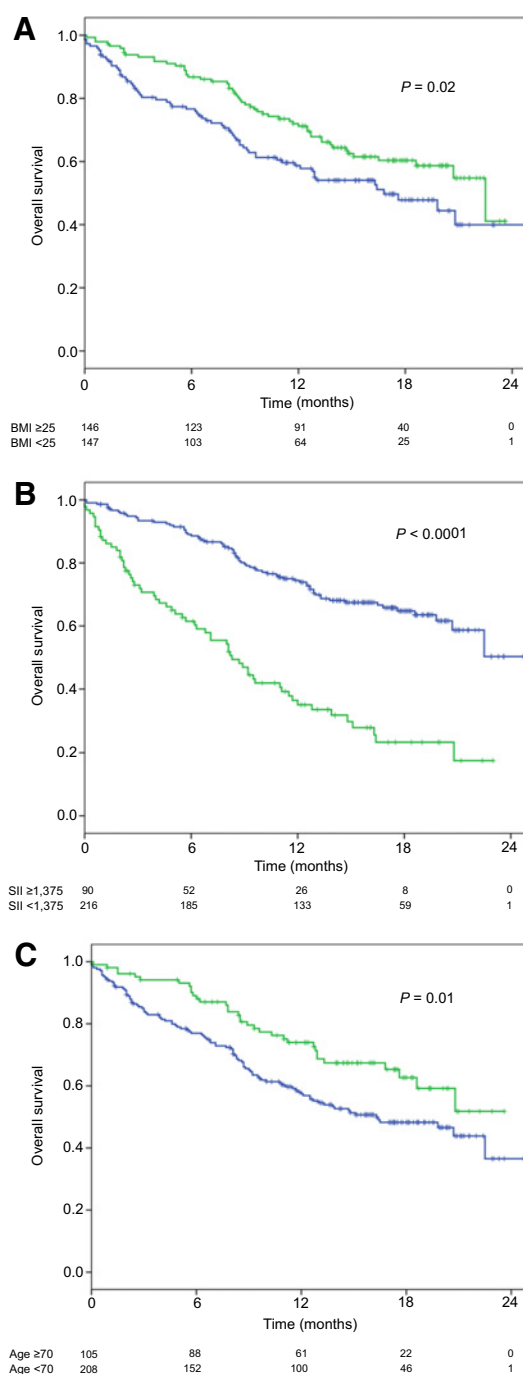 A
1.0
0.8
0.6
0.4
0.2
0.0
Overall survival
P = 0.02
0 6 12 18 24
Time (months)
BMI ≥25 146 123 91 40 0
BMI <25 147 103 64 25 1
B
1.0
0.8
0.6
0.4
0.2
0.0
Overall survival
P < 0.0001
0 6 12 18 24
Time (months)
SII ≥1,375 90 52 26 8 0
SII <1,375 216 185 133 59 1
C
1.0
0.8
0.6
0.4
0.2
0.0
Overall survival
P = 0.01
0 6 12 18 24
Time (months)
Age ≥70 105 88 61 22 0
Age <70 208 152 100 46 1